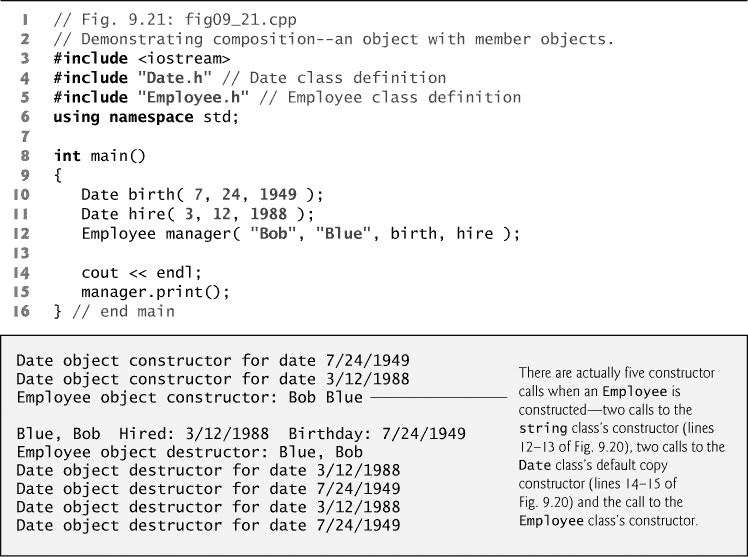 1 // Fig. 9.21: fig09_21.cpp
2 // Demonstrating composition--an object with member objects.
3 #include <iostream>
4 #include "Date.h" // Date class definition
5 #include "Employee.h" // Employee class definition
6 using namespace std;
7
8 int main()
9 {
10 Date birth( 7, 24, 1949 );
11 Date hire( 3, 12, 1988 );
12 Employee manager( "Bob", "Blue", birth, hire );
13
14 cout << endl;
15 manager.print();
16 } // end main
Date object constructor for date 7/24/1949
Date object constructor for date 3/12/1988
Employee object constructor: Bob Blue
Blue, Bob Hired: 3/12/1988 Birthday: 7/24/1949
Employee object destructor: Blue, Bob
Date object destructor for date 3/12/1988
Date object destructor for date 7/24/1949
Date object destructor for date 3/12/1988
Date object destructor for date 7/24/1949
There are actually five constructor
calls when an Employee is
constructed—two calls to the
string class's constructor (lines
12–13 of Fig. 9.20), two calls to the
Date class's default copy
constructor (lines 14–15 of
Fig. 9.20) and the call to the
Employee class's constructor.